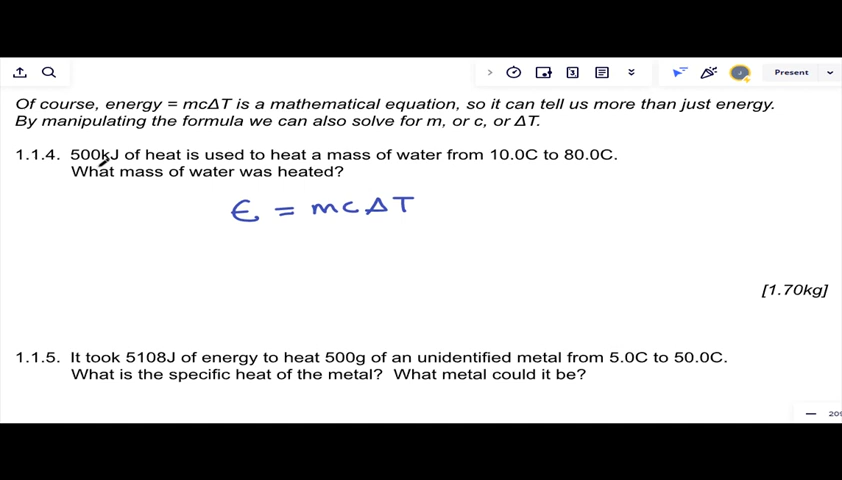 3
J
Present
Of course, energy = mcΔT is a mathematical equation, so it can tell us more than just energy.
By manipulating the formula we can also solve for m, or c, or ΔT.
1.1.4. 500kJ of heat is used to heat a mass of water from 10.0C to 80.0C.
What mass of water was heated?
E = mcΔT
[1.70kg]
1.1.5. It took 5108J of energy to heat 500g of an unidentified metal from 5.0C to 50.0C.
What is the specific heat of the metal? What metal could it be?